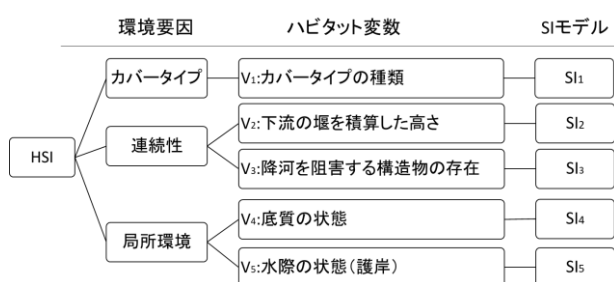 環境要因 ハビタット変数 SIモデル
カバータイプ V1:カバータイプの種類 SI1
V2:下流の堰を積算した高さ SI2
HSI 連続性
V3:降河を阻害する構造物の存在 SI3
V4:底質の状態 SI4
局所環境
V5:水際の状態(護岸) SI5